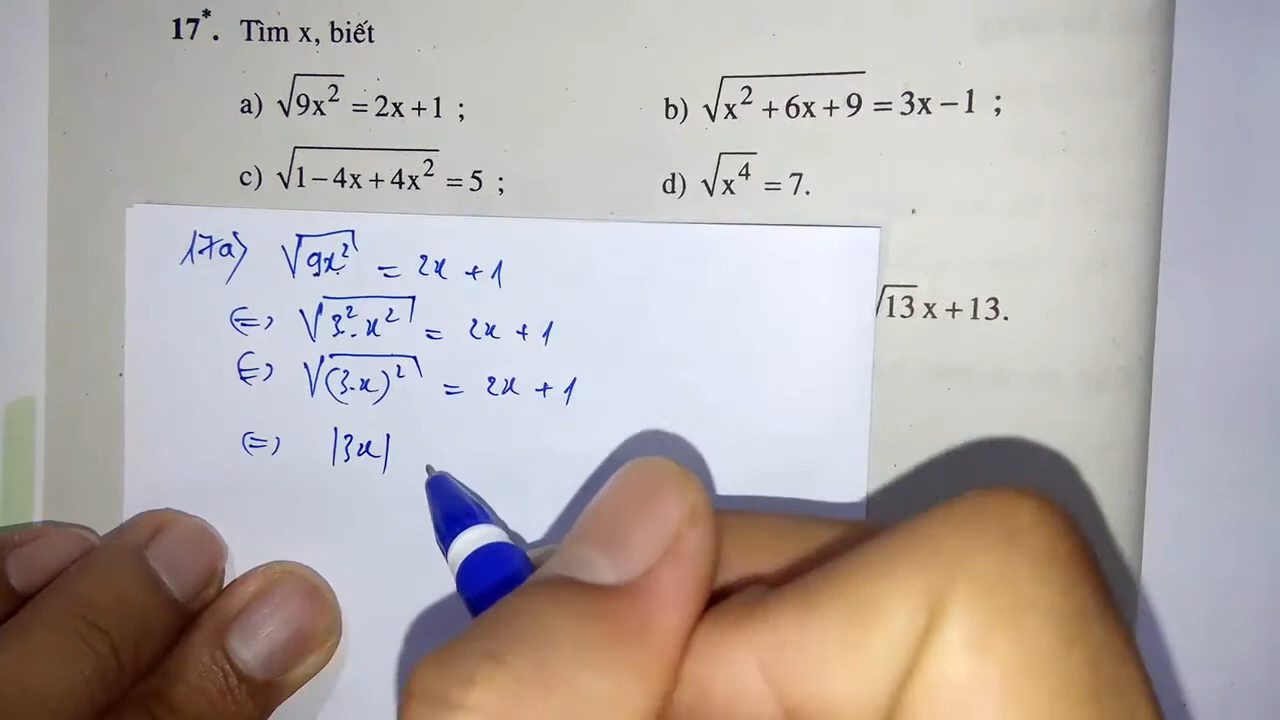 17*. Tìm x, biết
a) √9x² = 2x+1 ; b) √x²+6x+9 = 3x−1 ;
c) √1−4x+4x² = 5 ; d) √x⁴ = 7.
17a) √9x² = 2x + 1
⇔ √3².x² = 2x + 1
√13 x+13.
⇔ √(3.x)² = 2x + 1
⇔ |3x|